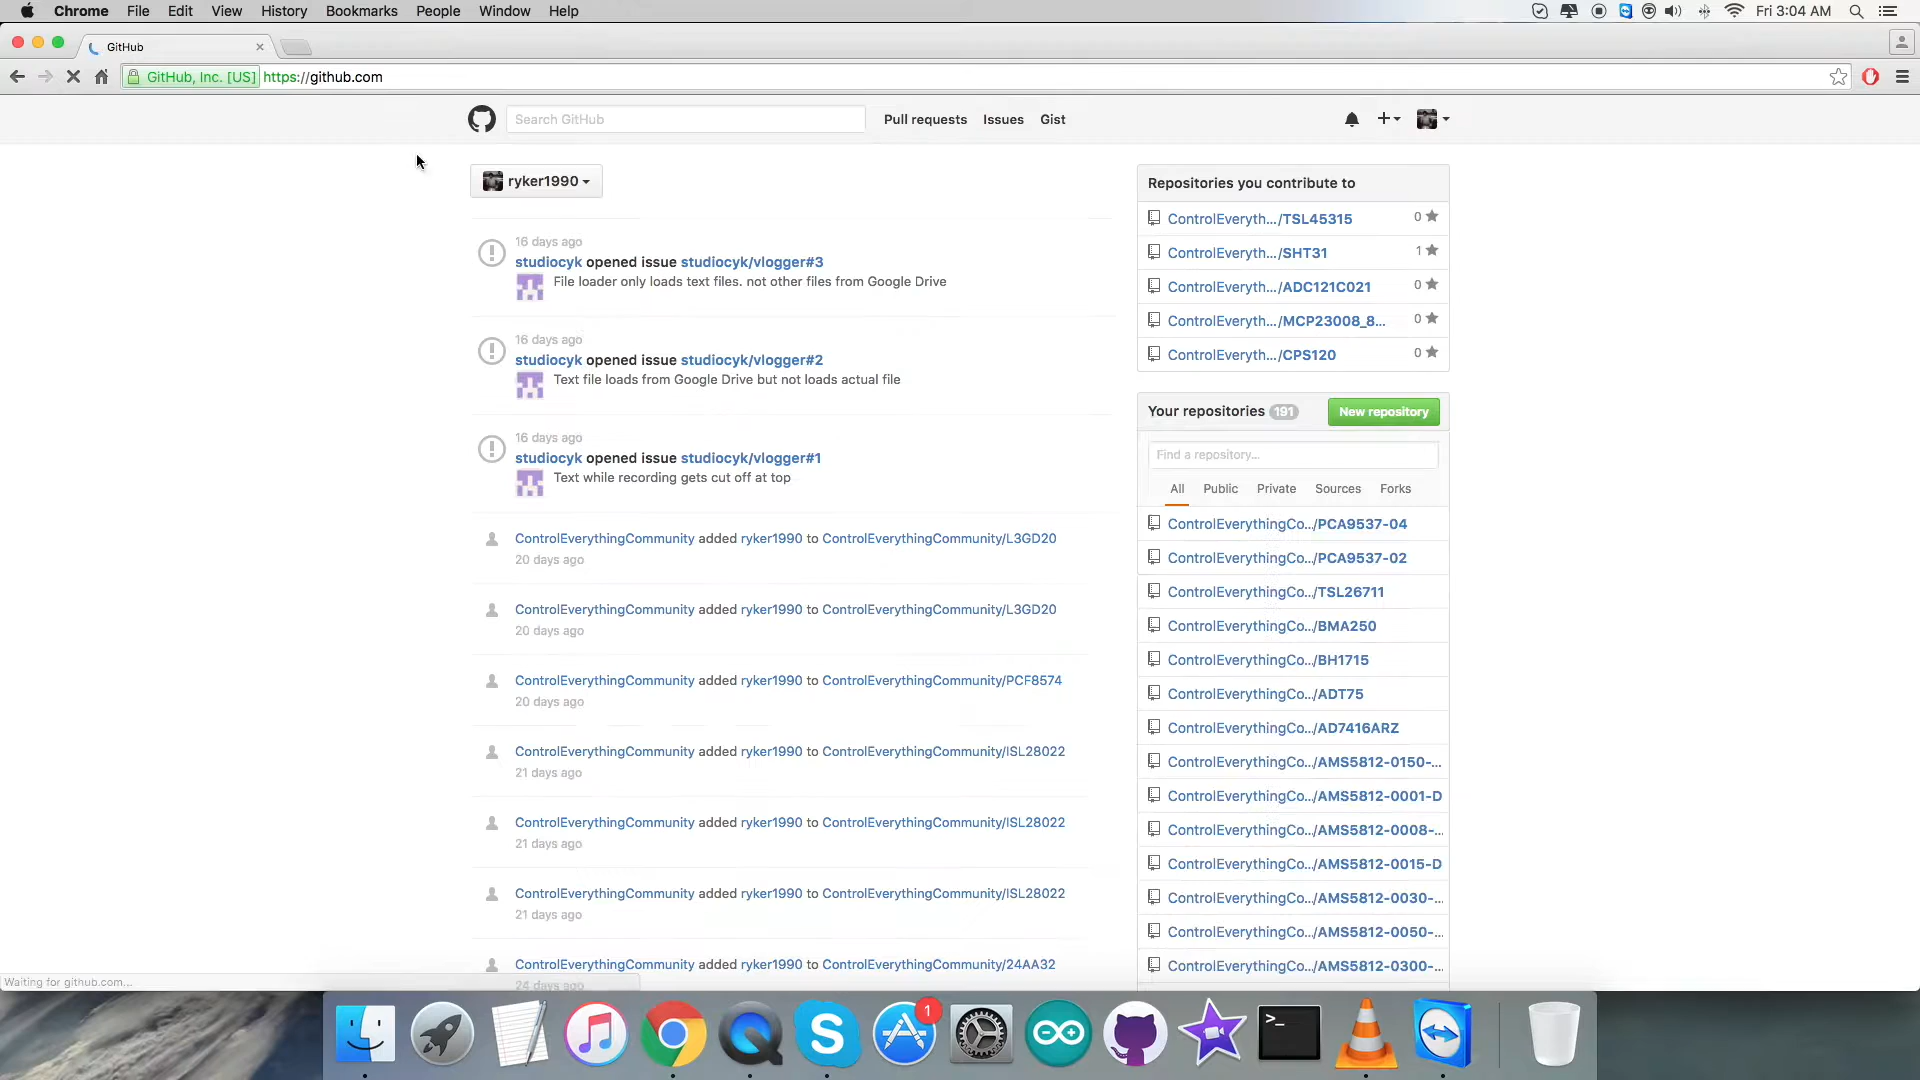 Chrome File Edit View History Bookmarks People Window Help Fri 3:04 AM
GitHub
GitHub, Inc. [US] https://github.com
Search GitHub Pull requests Issues Gist
ryker1990
16 days ago
studiocyk opened issue studiocyk/vlogger#3
File loader only loads text files. not other files from Google Drive
16 days ago
studiocyk opened issue studiocyk/vlogger#2
Text file loads from Google Drive but not loads actual file
16 days ago
studiocyk opened issue studiocyk/vlogger#1
Text while recording gets cut off at top
ControlEverythingCommunity added ryker1990 to ControlEverythingCommunity/L3GD20
20 days ago
ControlEverythingCommunity added ryker1990 to ControlEverythingCommunity/L3GD20
20 days ago
ControlEverythingCommunity added ryker1990 to ControlEverythingCommunity/PCF8574
20 days ago
ControlEverythingCommunity added ryker1990 to ControlEverythingCommunity/ISL28022
21 days ago
ControlEverythingCommunity added ryker1990 to ControlEverythingCommunity/ISL28022
21 days ago
ControlEverythingCommunity added ryker1990 to ControlEverythingCommunity/ISL28022
21 days ago
ControlEverythingCommunity added ryker1990 to ControlEverythingCommunity/24AA32
24 days ago
Repositories you contribute to
ControlEveryth…/TSL45315 0
ControlEveryth…/SHT31 1
ControlEveryth…/ADC121C021 0
ControlEveryth…/MCP23008_8… 0
ControlEveryth…/CPS120 0
Your repositories 191 New repository
Find a repository…
All Public Private Sources Forks
ControlEverythingCo…/PCA9537-04
ControlEverythingCo…/PCA9537-02
ControlEverythingCo…/TSL26711
ControlEverythingCo…/BMA250
ControlEverythingCo…/BH1715
ControlEverythingCo…/ADT75
ControlEverythingCo…/AD7416ARZ
ControlEverythingCo…/AMS5812-0150-…
ControlEverythingCo…/AMS5812-0001-D
ControlEverythingCo…/AMS5812-0008-…
ControlEverythingCo…/AMS5812-0015-D
ControlEverythingCo…/AMS5812-0030-…
ControlEverythingCo…/AMS5812-0050-…
ControlEverythingCo…/AMS5812-0300-…
Waiting for github.com…
1